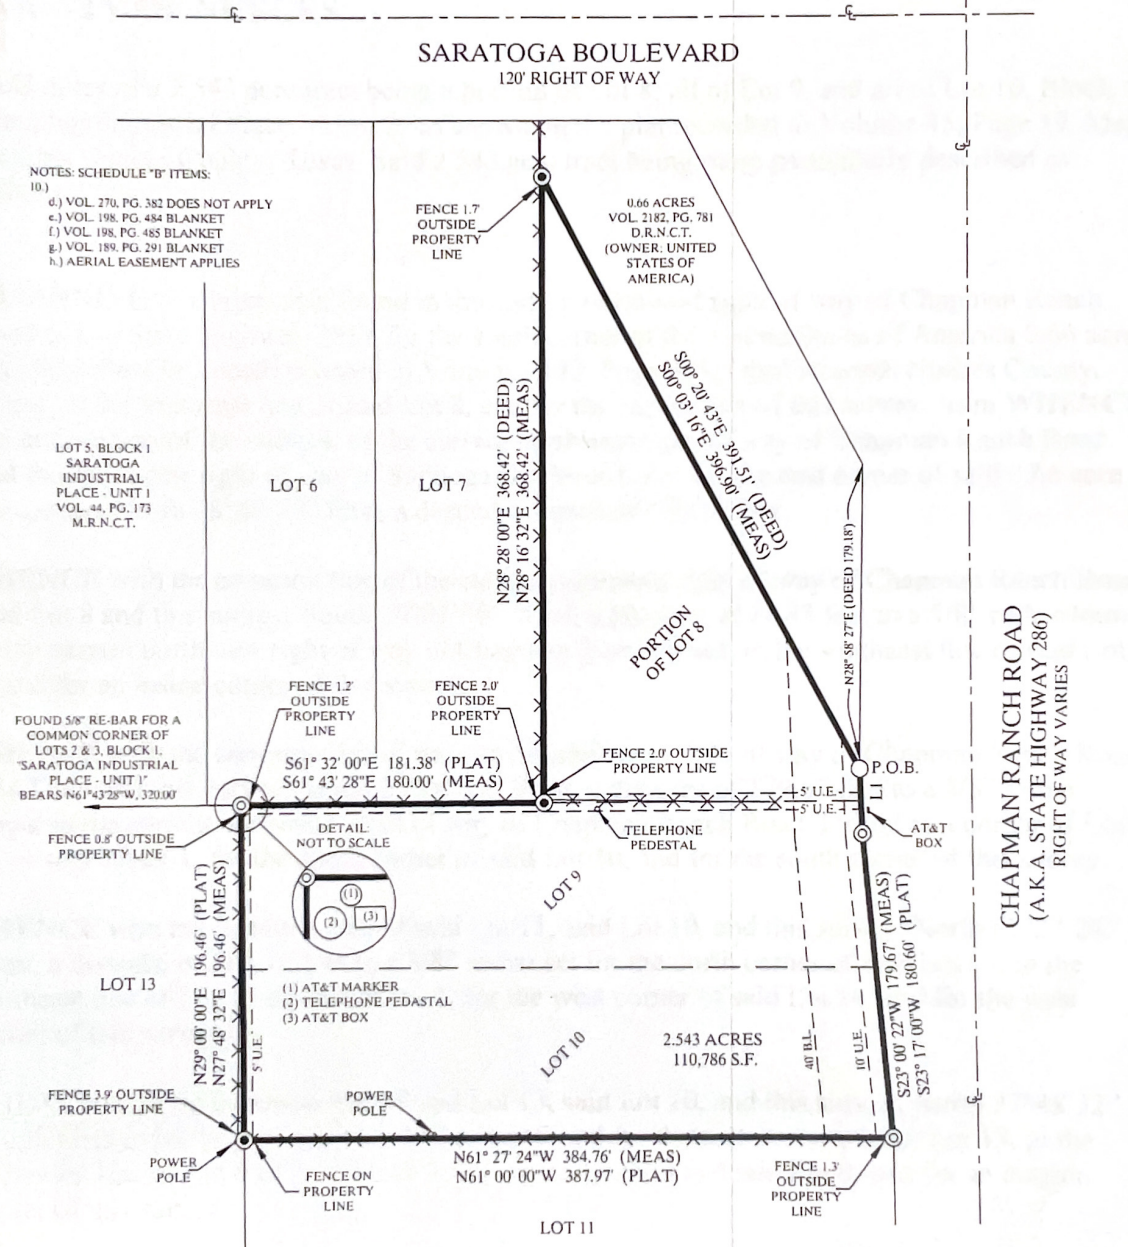 SARATOGA BOULEVARD
120' RIGHT OF WAY
NOTES: SCHEDULE "B" ITEMS:
10.)
d.) VOL. 270, PG. 382 DOES NOT APPLY
e.) VOL. 198, PG. 484 BLANKET
f.) VOL. 198, PG. 485 BLANKET
g.) VOL. 189, PG. 291 BLANKET
h.) AERIAL EASEMENT APPLIES
FENCE 1.7'
OUTSIDE
PROPERTY
LINE
0.66 ACRES
VOL. 2182, PG. 781
D.R.N.C.T.
(OWNER: UNITED
STATES OF
AMERICA)
S00° 20' 43"E 391.51' (DEED)
S00° 03' 16"E 396.90' (MEAS)
N28° 28' 00"E 368.42' (DEED)
N28° 16' 32"E 368.42' (MEAS)
LOT 5, BLOCK 1
SARATOGA
INDUSTRIAL
PLACE - UNIT 1
VOL. 44, PG. 173
M.R.N.C.T.
LOT 6
LOT 7
N28° 58' 27"E (DEED 179.18')
PORTION
OF LOT 8
CHAPMAN RANCH ROAD
(A.K.A. STATE HIGHWAY 286)
RIGHT OF WAY VARIES
FENCE 1.2'
OUTSIDE
PROPERTY
LINE
FENCE 2.0'
OUTSIDE
PROPERTY
LINE
FOUND 5/8" RE-BAR FOR A
COMMON CORNER OF
LOTS 2 & 3, BLOCK 1,
"SARATOGA INDUSTRIAL
PLACE - UNIT 1"
BEARS N61°43'28"W, 320.00'
S61° 32' 00"E 181.38' (PLAT)
S61° 43' 28"E 180.00' (MEAS)
FENCE 2.0' OUTSIDE
PROPERTY LINE
P.O.B.
5' U.E.
5' U.E.
AT&T
BOX
TELEPHONE
PEDESTAL
FENCE 0.8' OUTSIDE
PROPERTY LINE
DETAIL
NOT TO SCALE
(1)
(2)
(3)
LOT 9
N29° 00' 00"E 196.46' (PLAT)
N27° 48' 32"E 196.46' (MEAS)
LOT 13
(1) AT&T MARKER
(2) TELEPHONE PEDASTAL
(3) AT&T BOX
5' U.E.
LOT 10
2.543 ACRES
110,786 S.F.
40' B.L.
10' U.E.
S23° 00' 22"W 179.67' (MEAS)
S23° 17' 00"W 180.60' (PLAT)
FENCE 3.9' OUTSIDE
PROPERTY LINE
POWER
POLE
POWER
POLE
FENCE ON
PROPERTY
LINE
N61° 27' 24"W 384.76' (MEAS)
N61° 00' 00"W 387.97' (PLAT)
FENCE 1.3'
OUTSIDE
PROPERTY
LINE
LOT 11